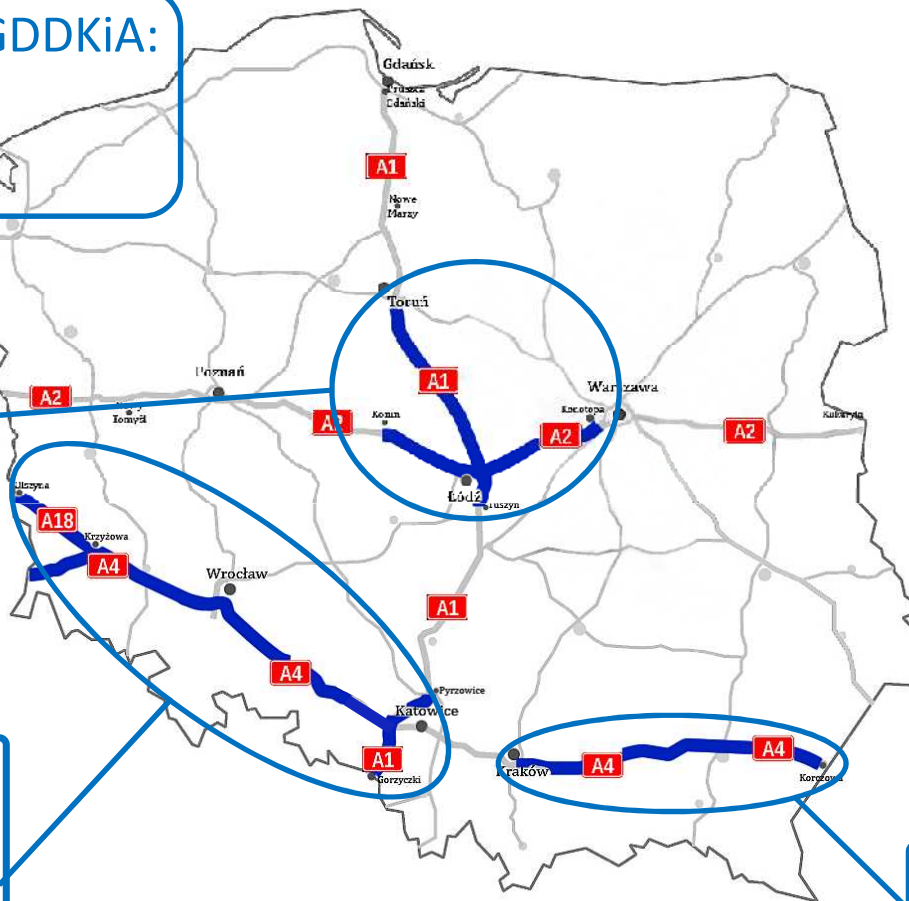 GDDKiA:
Gdańsk
Pruszcz
Gdański
A1
Nowe
Marzy
Toruń
A1
Poznań
Warszawa
A2
Tomyśl
Konin
Konotopa
A2
A2
A2
Kukuryki
Łódź
Tuszyn
Olszyna
A18
Krzyżowa
A4
Wrocław
A1
A4
Pyrzowice
Katowice
A1
Gorzyczki
Kraków
A4
A4
Korczowa